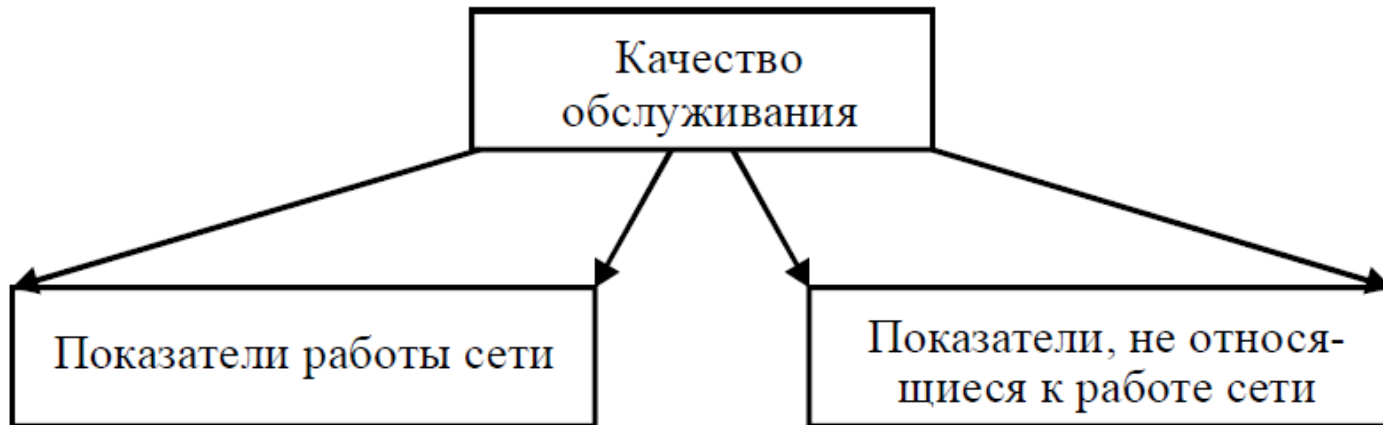 Качество
обслуживания
Показатели работы сети
Показатели, не относя-
щиеся к работе сети